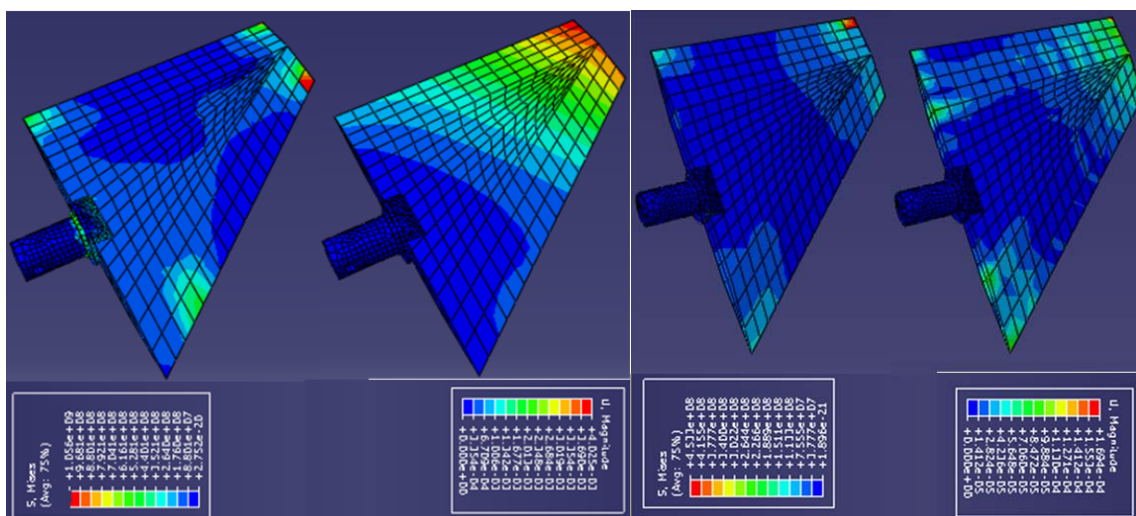 S, Mises
(Avg: 75%)
+1.056e+09
+9.681e+08
+8.801e+08
+7.921e+08
+7.041e+08
+6.161e+08
+5.281e+08
+4.401e+08
+3.521e+08
+2.640e+08
+1.760e+08
+8.801e+07
+2.752e-20
U, Magnitude
+4.025e-03
+3.690e-03
+3.354e-03
+3.019e-03
+2.684e-03
+2.348e-03
+2.013e-03
+1.677e-03
+1.342e-03
+1.006e-03
+6.709e-04
+3.354e-04
+0.000e+00
S, Mises
(Avg: 75%)
+4.533e+08
+4.155e+08
+3.777e+08
+3.400e+08
+3.022e+08
+2.644e+08
+2.266e+08
+1.889e+08
+1.511e+08
+1.133e+08
+7.555e+07
+3.777e+07
+1.896e-21
U, Magnitude
+1.694e-04
+1.553e-04
+1.412e-04
+1.271e-04
+1.130e-04
+9.884e-05
+8.472e-05
+7.060e-05
+5.648e-05
+4.236e-05
+2.824e-05
+1.412e-05
+0.000e+00